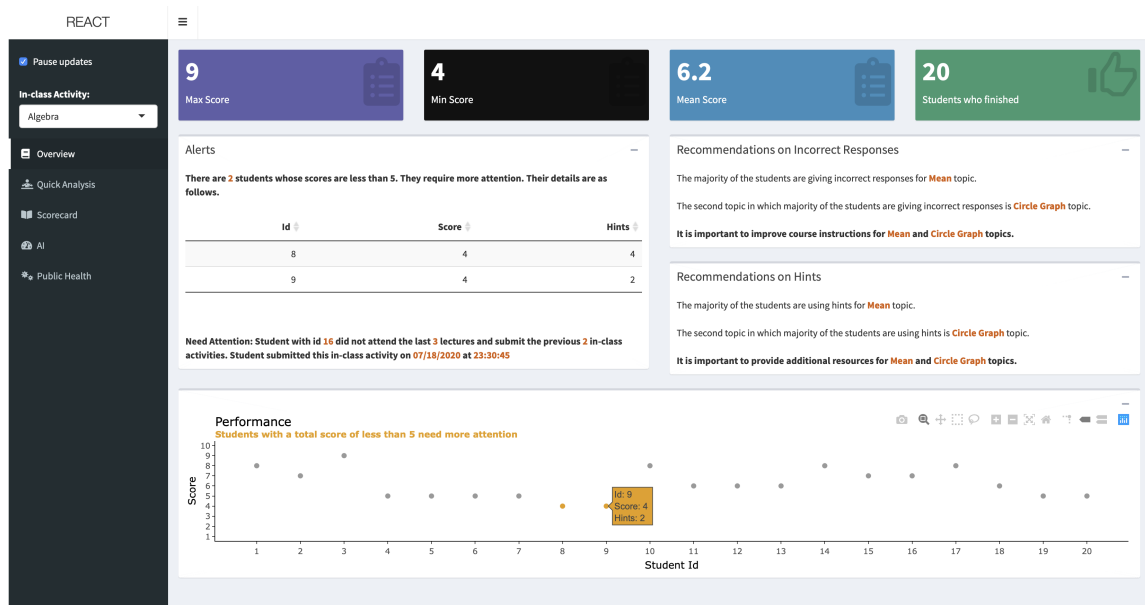 REACT
Pause updates
In-class Activity:
Algebra
Overview
Quick Analysis
Scorecard
AI
Public Health
9
Max Score
4
Min Score
6.2
Mean Score
20
Students who finished
Alerts
There are 2 students whose scores are less than 5. They require more attention. Their details are as
follows.
Id Score Hints
8 4 4
9 4 2
Need Attention: Student with id 16 did not attend the last 3 lectures and submit the previous 2 in-class
activities. Student submitted this in-class activity on 07/18/2020 at 23:30:45
Recommendations on Incorrect Responses
The majority of the students are giving incorrect responses for Mean topic.
The second topic in which majority of the students are giving incorrect responses is Circle Graph topic.
It is important to improve course instructions for Mean and Circle Graph topics.
Recommendations on Hints
The majority of the students are using hints for Mean topic.
The second topic in which majority of the students are using hints is Circle Graph topic.
It is important to provide additional resources for Mean and Circle Graph topics.
Performance
Students with a total score of less than 5 need more attention
Score
10
9
8
7
6
5
4
3
2
1
Id: 9
Score: 4
Hints: 2
1 2 3 4 5 6 7 8 9 10 11 12 13 14 15 16 17 18 19 20
Student Id